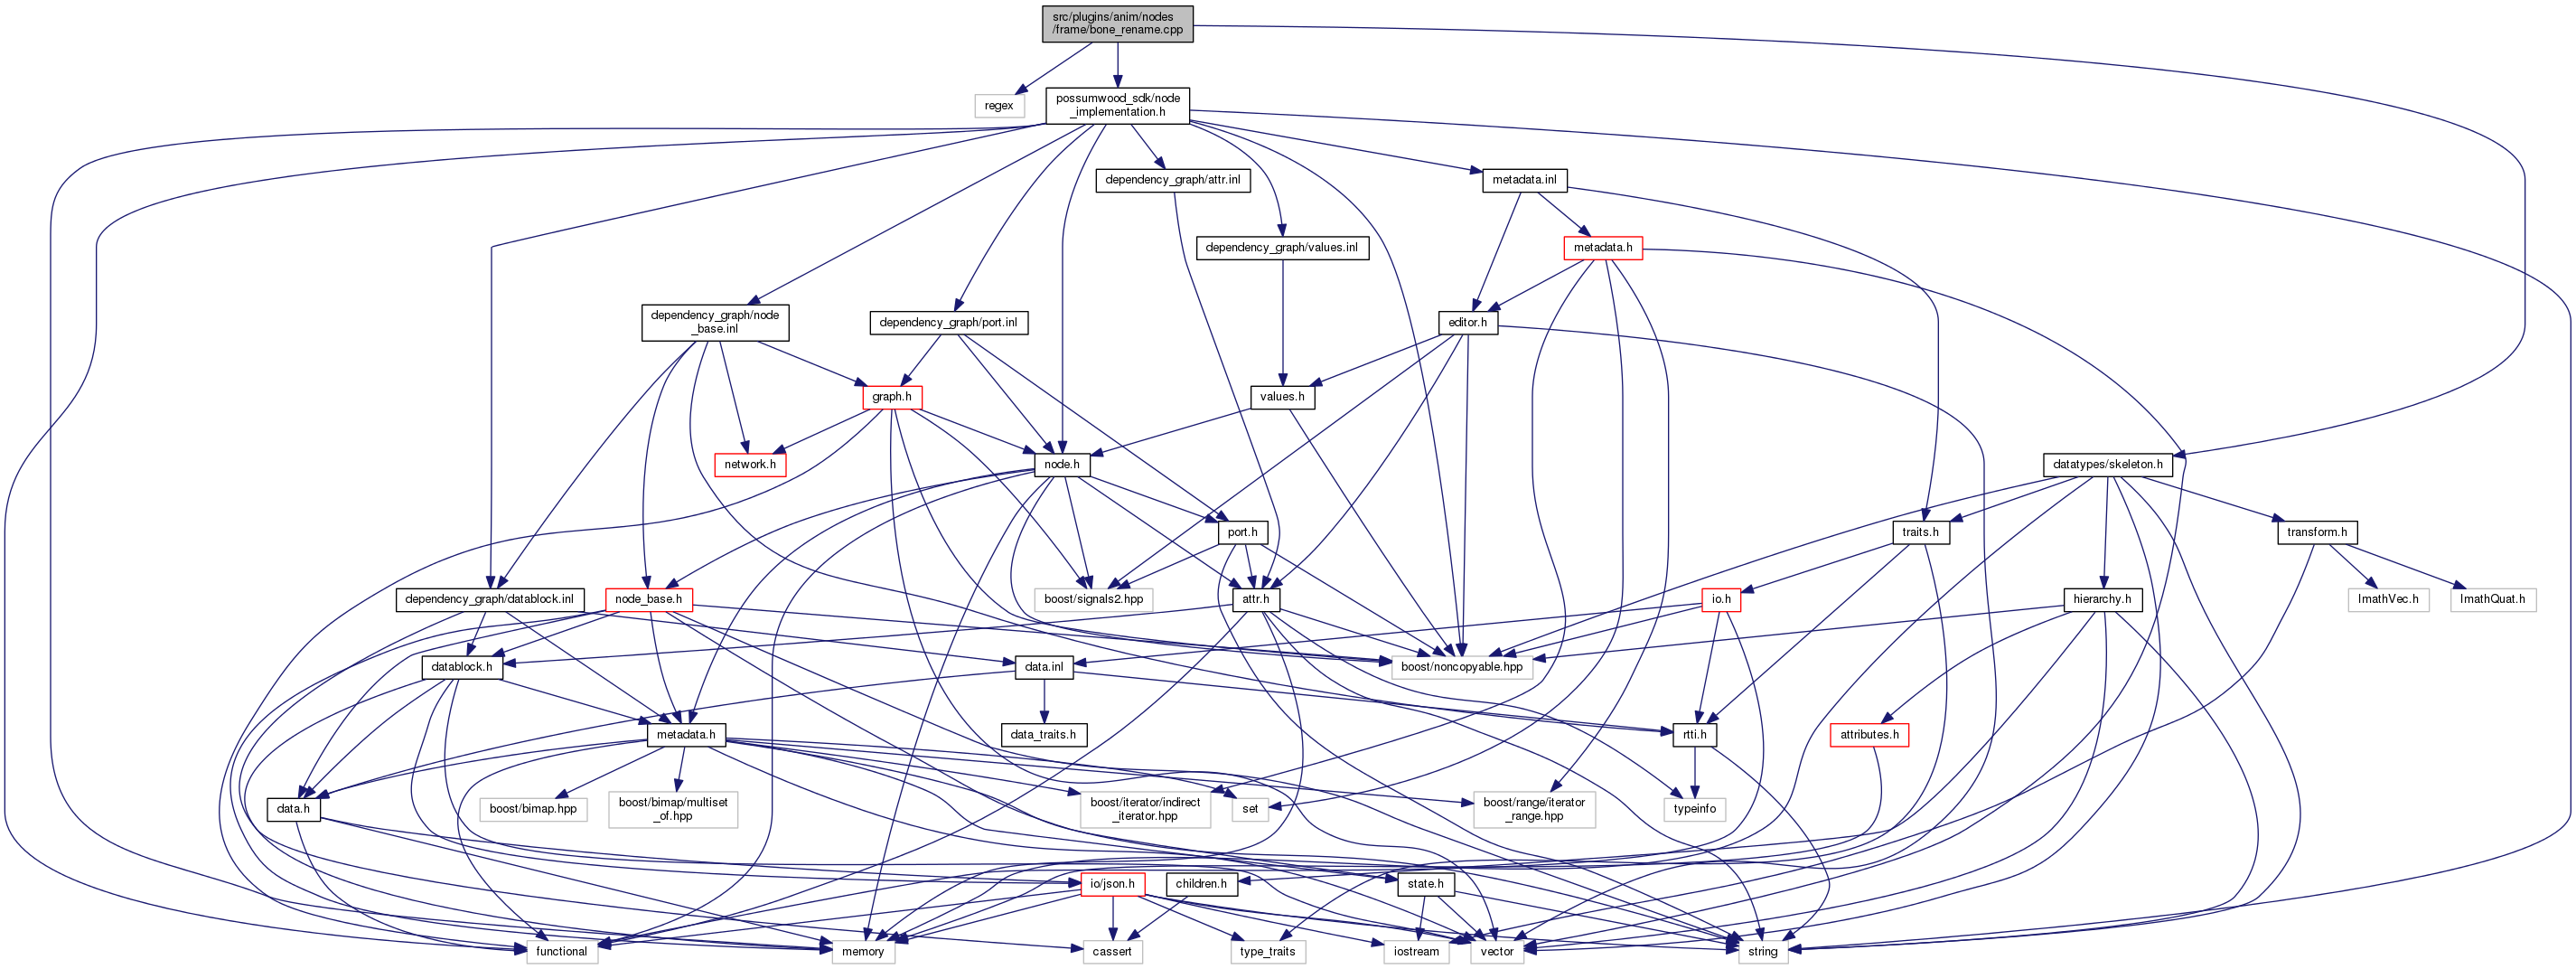 src/plugins/anim/nodes
/frame/bone_rename.cpp
regex
possumwood_sdk/node
_implementation.h
dependency_graph/attr.inl
metadata.inl
dependency_graph/values.inl
metadata.h
dependency_graph/node
_base.inl
dependency_graph/port.inl
editor.h
graph.h
values.h
network.h
node.h
datatypes/skeleton.h
port.h
traits.h
transform.h
dependency_graph/datablock.inl
node_base.h
boost/signals2.hpp
attr.h
io.h
hierarchy.h
ImathVec.h
ImathQuat.h
datablock.h
data.inl
boost/noncopyable.hpp
metadata.h
data_traits.h
rtti.h
attributes.h
data.h
boost/bimap.hpp
boost/bimap/multiset
_of.hpp
boost/iterator/indirect
_iterator.hpp
set
boost/range/iterator
_range.hpp
typeinfo
io/json.h
children.h
state.h
functional
memory
cassert
type_traits
iostream
vector
string